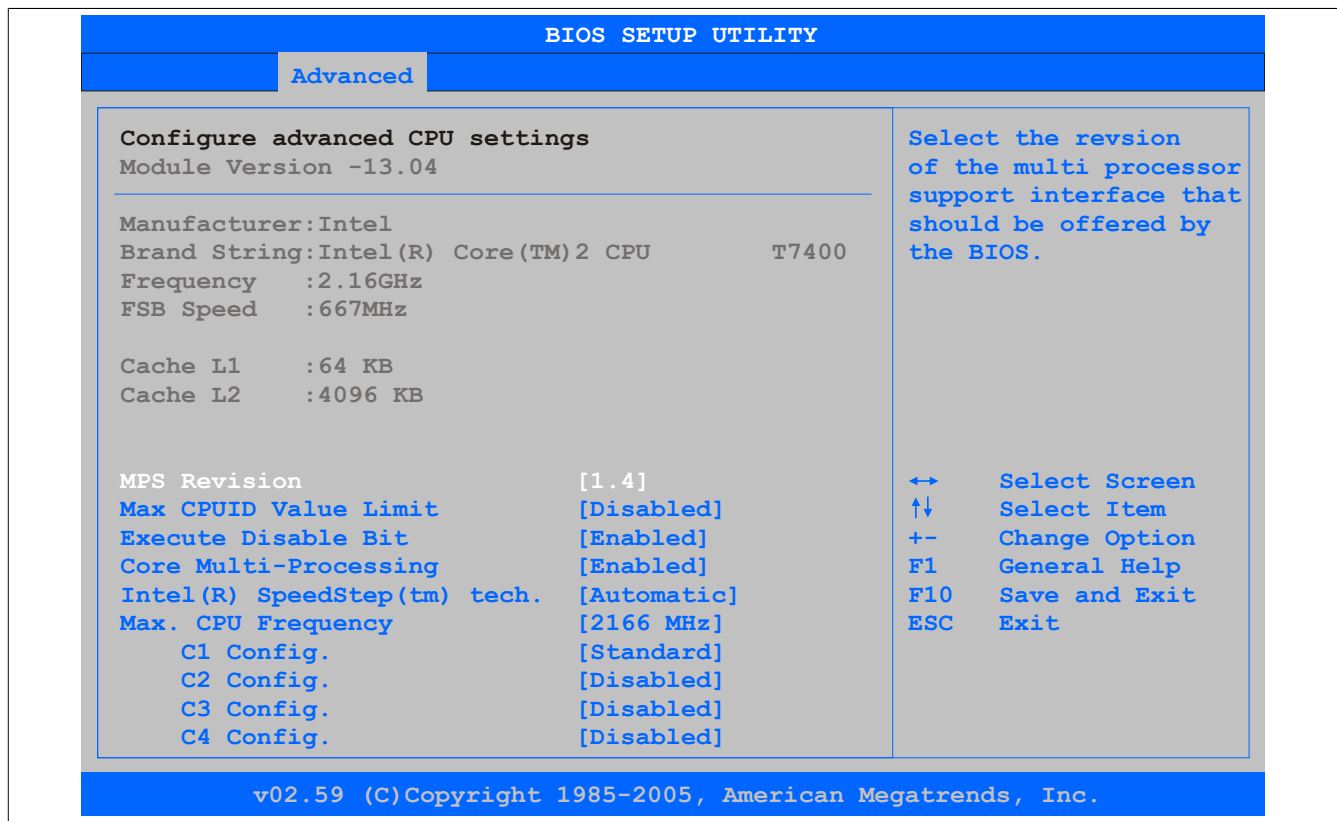 BIOS SETUP UTILITY
Advanced
Configure advanced CPU settings
Module Version -13.04
Manufacturer:Intel
Brand String:Intel(R) Core(TM)2 CPU T7400
Frequency :2.16GHz
FSB Speed :667MHz
Cache L1 :64 KB
Cache L2 :4096 KB
MPS Revision [1.4]
Max CPUID Value Limit [Disabled]
Execute Disable Bit [Enabled]
Core Multi-Processing [Enabled]
Intel(R) SpeedStep(tm) tech. [Automatic]
Max. CPU Frequency [2166 MHz]
C1 Config. [Standard]
C2 Config. [Disabled]
C3 Config. [Disabled]
C4 Config. [Disabled]
Select the revsion
of the multi processor
support interface that
should be offered by
the BIOS.
↔ Select Screen
↑↓ Select Item
+- Change Option
F1 General Help
F10 Save and Exit
ESC Exit
v02.59 (C)Copyright 1985-2005, American Megatrends, Inc.